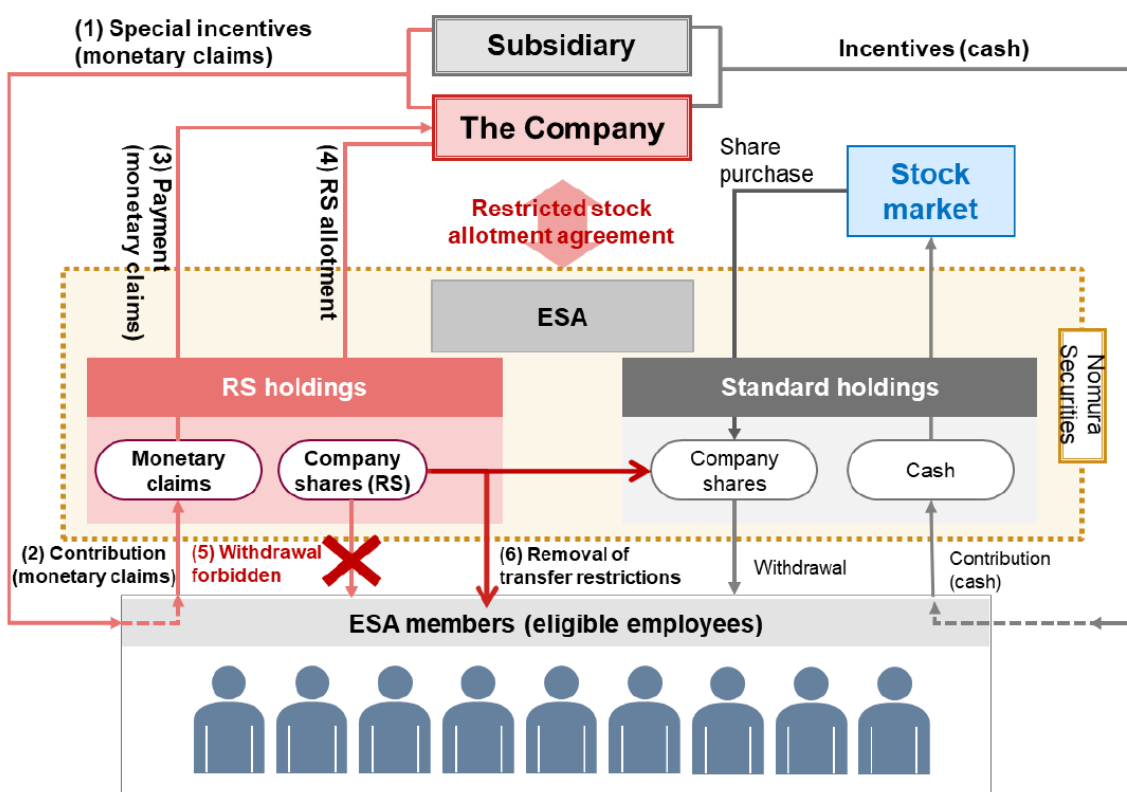 (1) Special incentives
(monetary claims)
Subsidiary
Incentives (cash)
The Company
(3) Payment
(monetary claims)
(4) RS allotment
Share
purchase
Stock
market
Restricted stock
allotment agreement
ESA
Nomura
Securities
RS holdings
Standard holdings
Monetary
claims
Company
shares (RS)
Company
shares
Cash
(2) Contribution
(monetary claims)
(5) Withdrawal
forbidden
(6) Removal of
transfer restrictions
Withdrawal
Contribution
(cash)
ESA members (eligible employees)